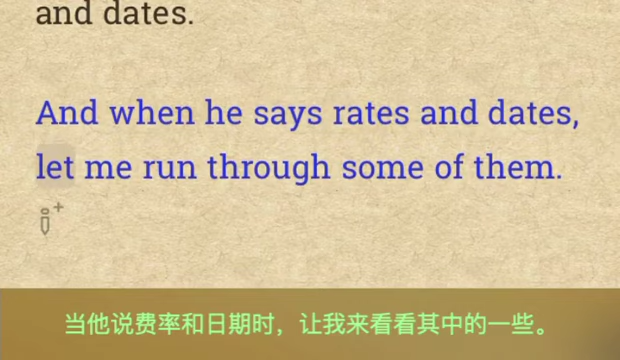 and dates.
And when he says rates and dates,
let me run through some of them.
当他说费率和日期时，让我来看看其中的一些。